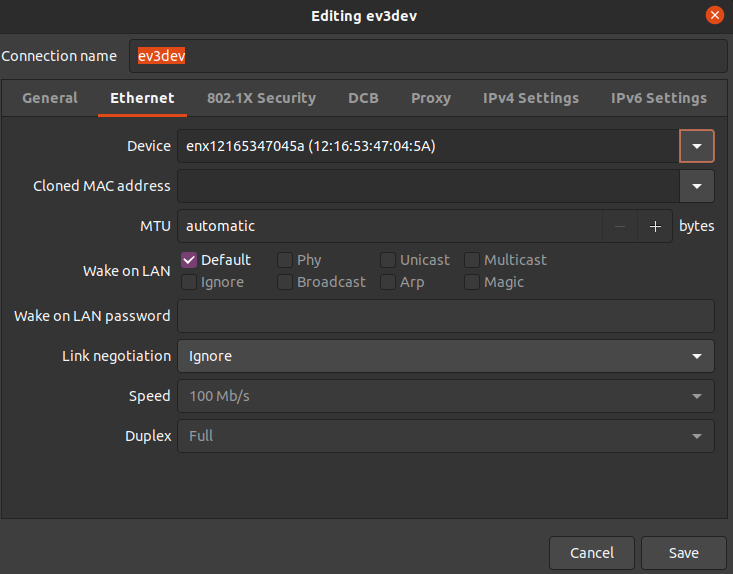 Editing ev3dev
Connection name ev3dev
General Ethernet 802.1X Security DCB Proxy IPv4 Settings IPv6 Settings
Device enx12165347045a (12:16:53:47:04:5A)
Cloned MAC address
MTU automatic bytes
Wake on LAN Default Phy Unicast Multicast
Ignore Broadcast Arp Magic
Wake on LAN password
Link negotiation Ignore
Speed 100 Mb/s
Duplex Full
Cancel Save